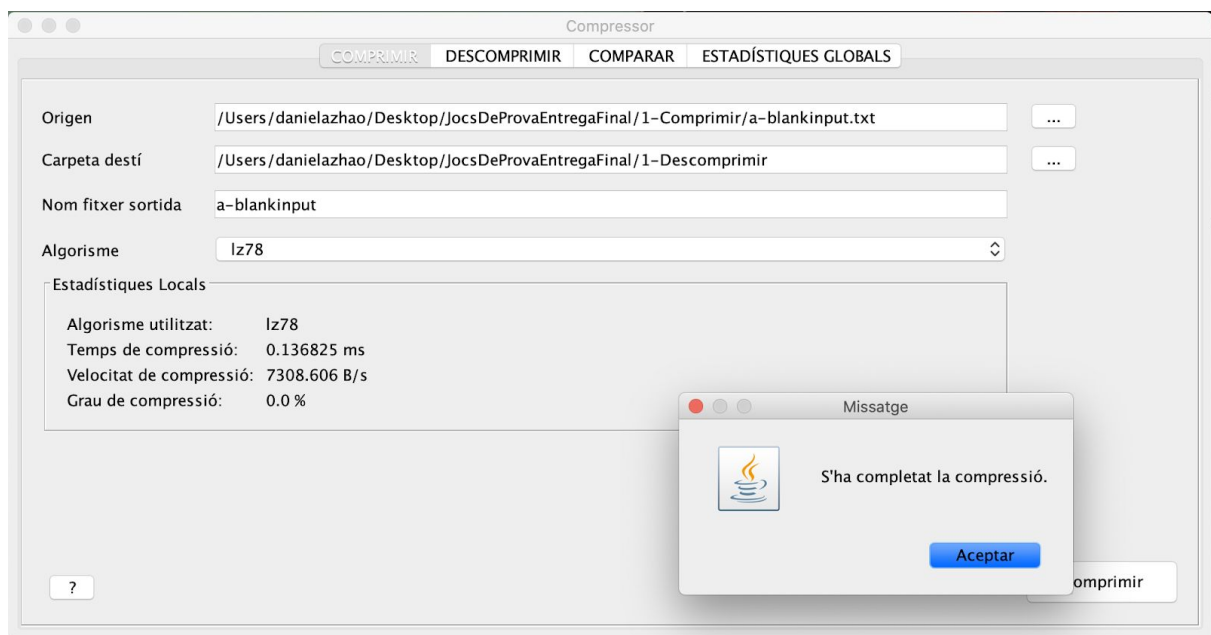 Compressor
COMPRIMIR DESCOMPRIMIR COMPARAR ESTADÍSTIQUES GLOBALS
Origen /Users/danielazhao/Desktop/JocsDeProvaEntregaFinal/1-Comprimir/a-blankinput.txt ...
Carpeta destí /Users/danielazhao/Desktop/JocsDeProvaEntregaFinal/1-Descomprimir ...
Nom fitxer sortida a-blankinput
Algorisme lz78
Estadístiques Locals
Algorisme utilitzat: lz78
Temps de compressió: 0.136825 ms
Velocitat de compressió: 7308.606 B/s
Grau de compressió: 0.0 %
Missatge
S'ha completat la compressió.
Aceptar
? omprimir